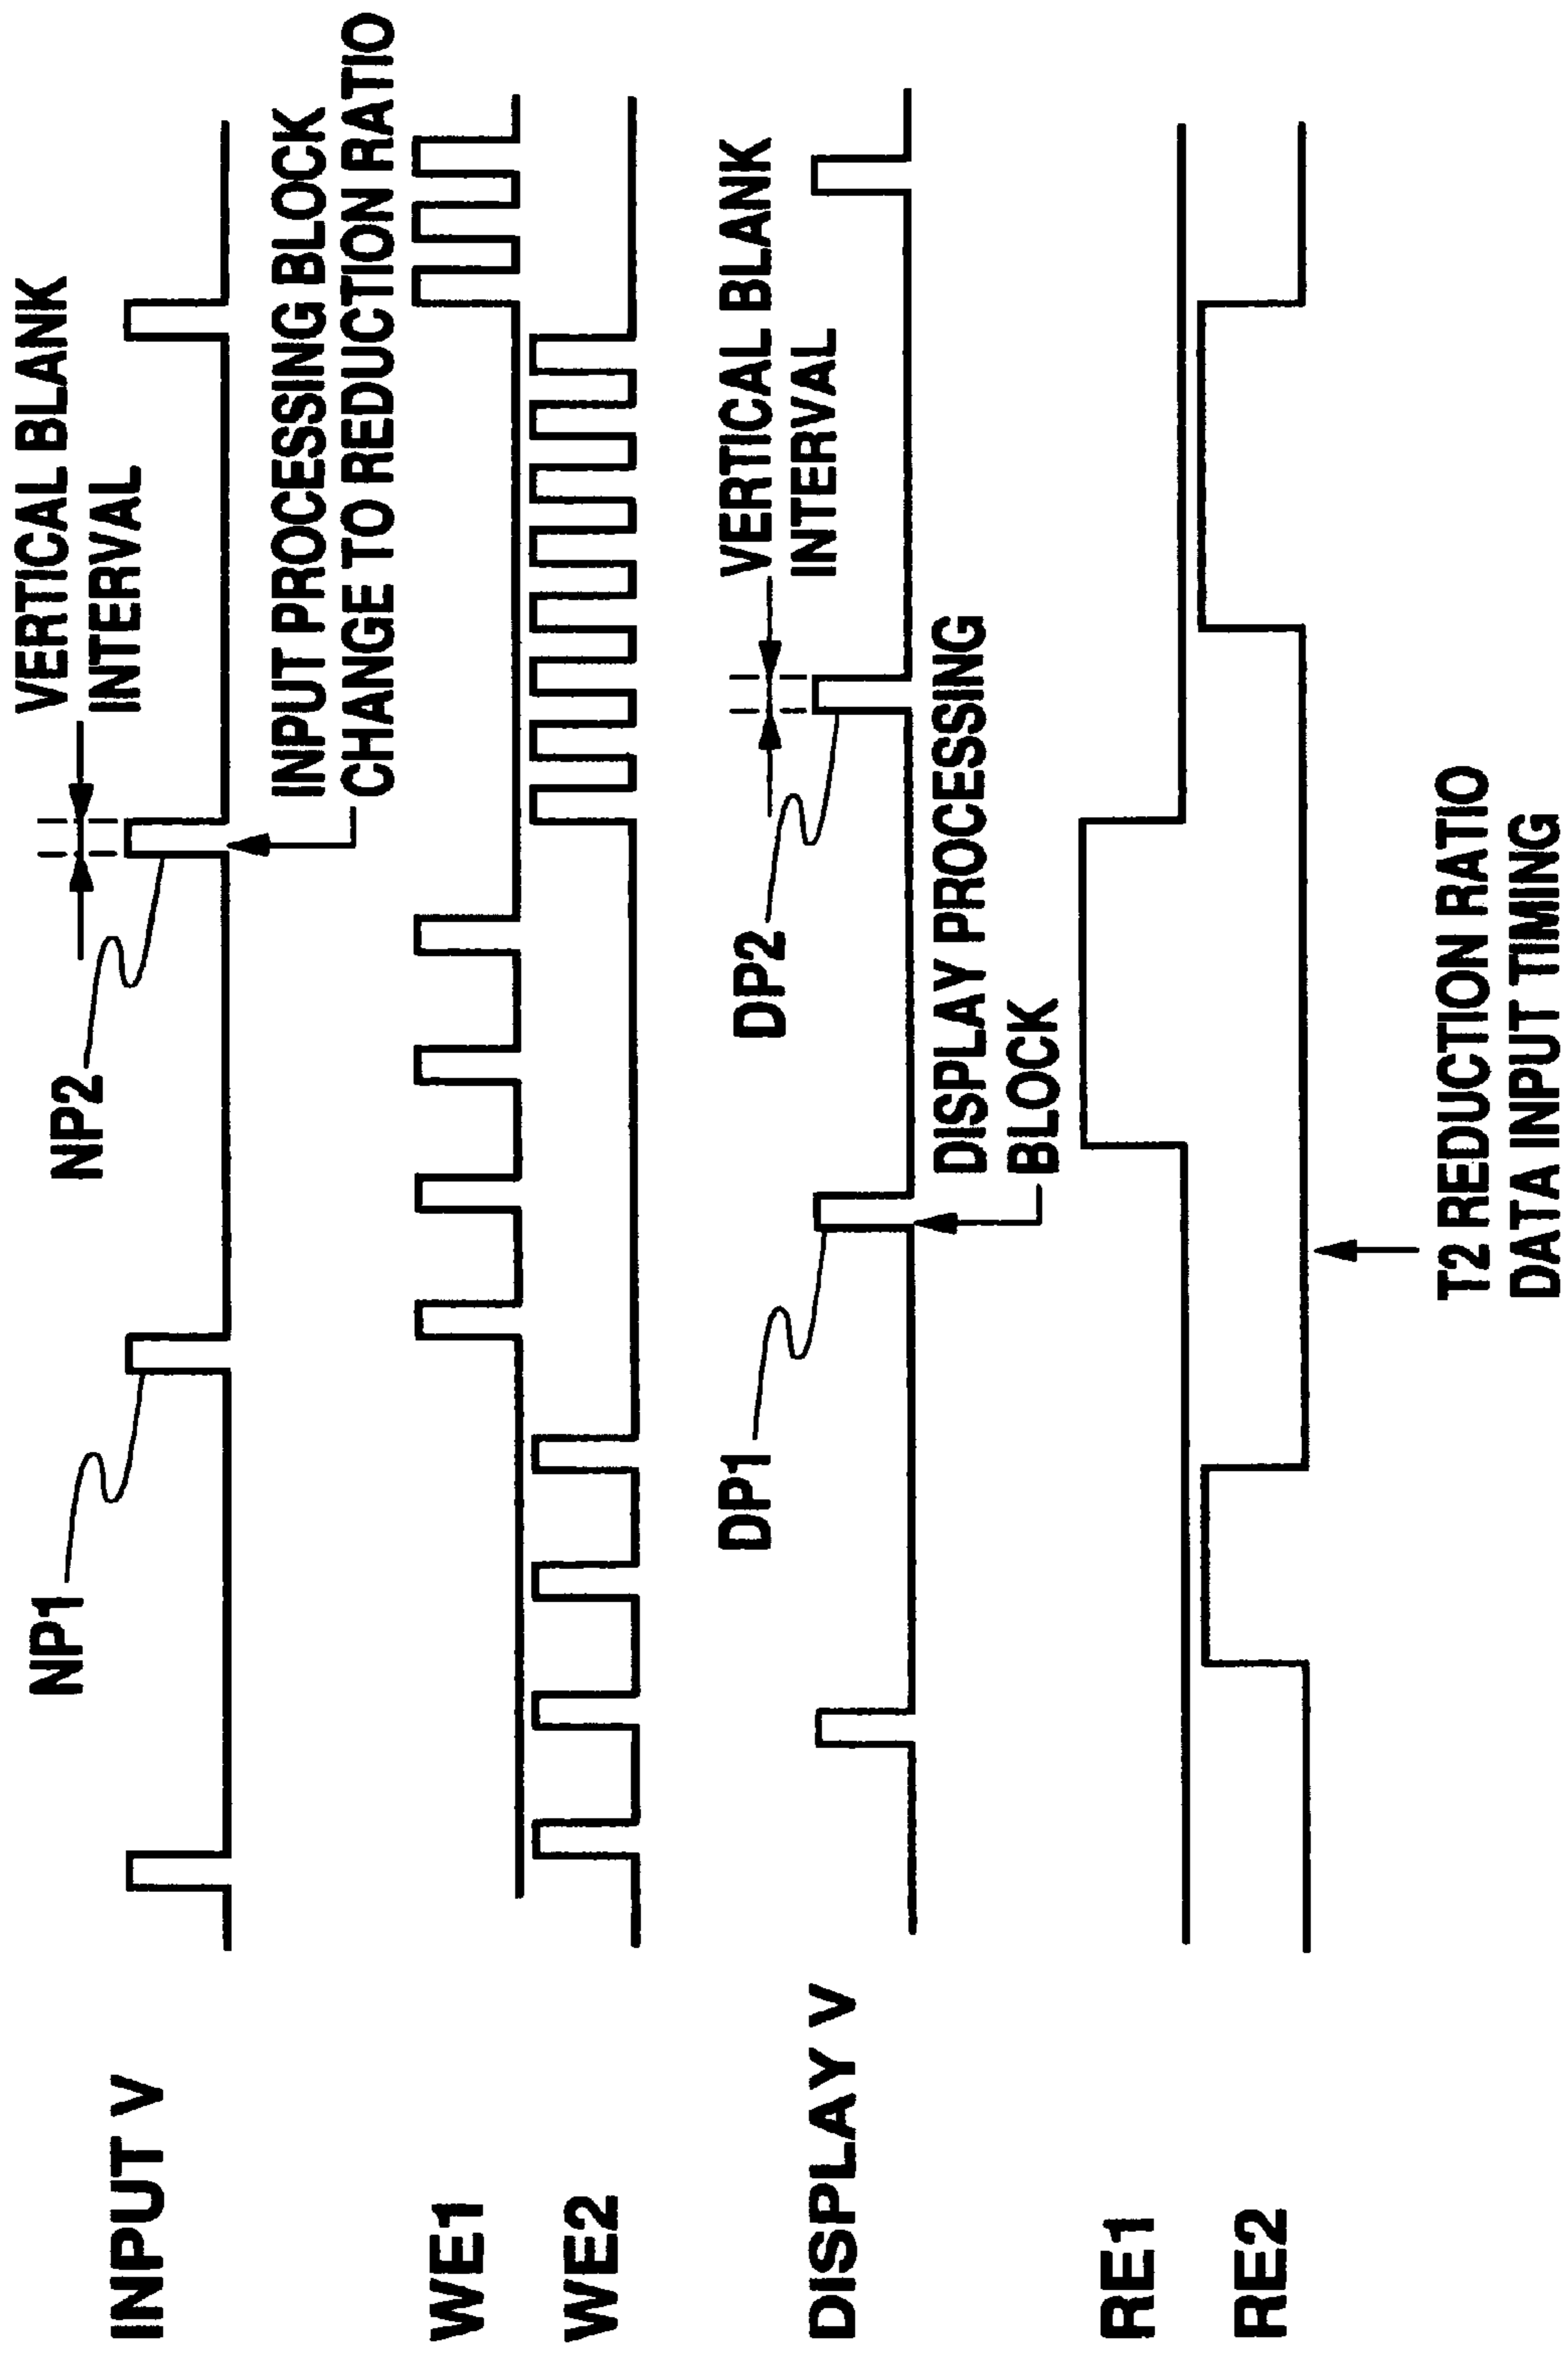 INPUT V
NP1
NP2
VERTICAL BLANK
INTERVAL
INPUT PROCESSING BLOCK
CHANGE TO REDUCTION RATIO
WE1
WE2
DISPLAY V
DP1
DP2
VERTICAL BLANK
INTERVAL
DISPLAY PROCESSING
BLOCK
RE1
RE2
T2 REDUCTION RATIO
DATA INPUT TIMING